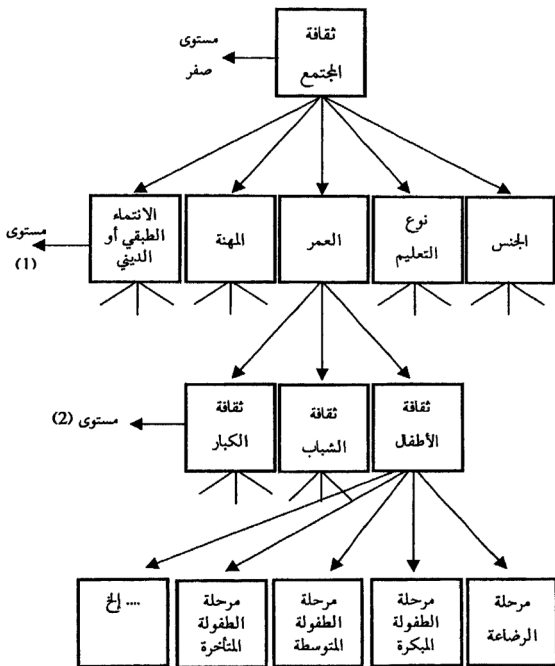 ثقافة
المجتمع
مستوى
صفر
الجنس
نوع
التعليم
العمر
المهنة
الانتماء
الطبقي أو
الديني
مستوى
(1)
ثقافة
الأطفال
ثقافة
الشباب
ثقافة
الكبار
مستوى (2)
مرحلة
الرضاعة
مرحلة
الطفولة
المبكرة
مرحلة
الطفولة
المتوسطة
مرحلة
الطفولة
المتأخرة
.... إلخ